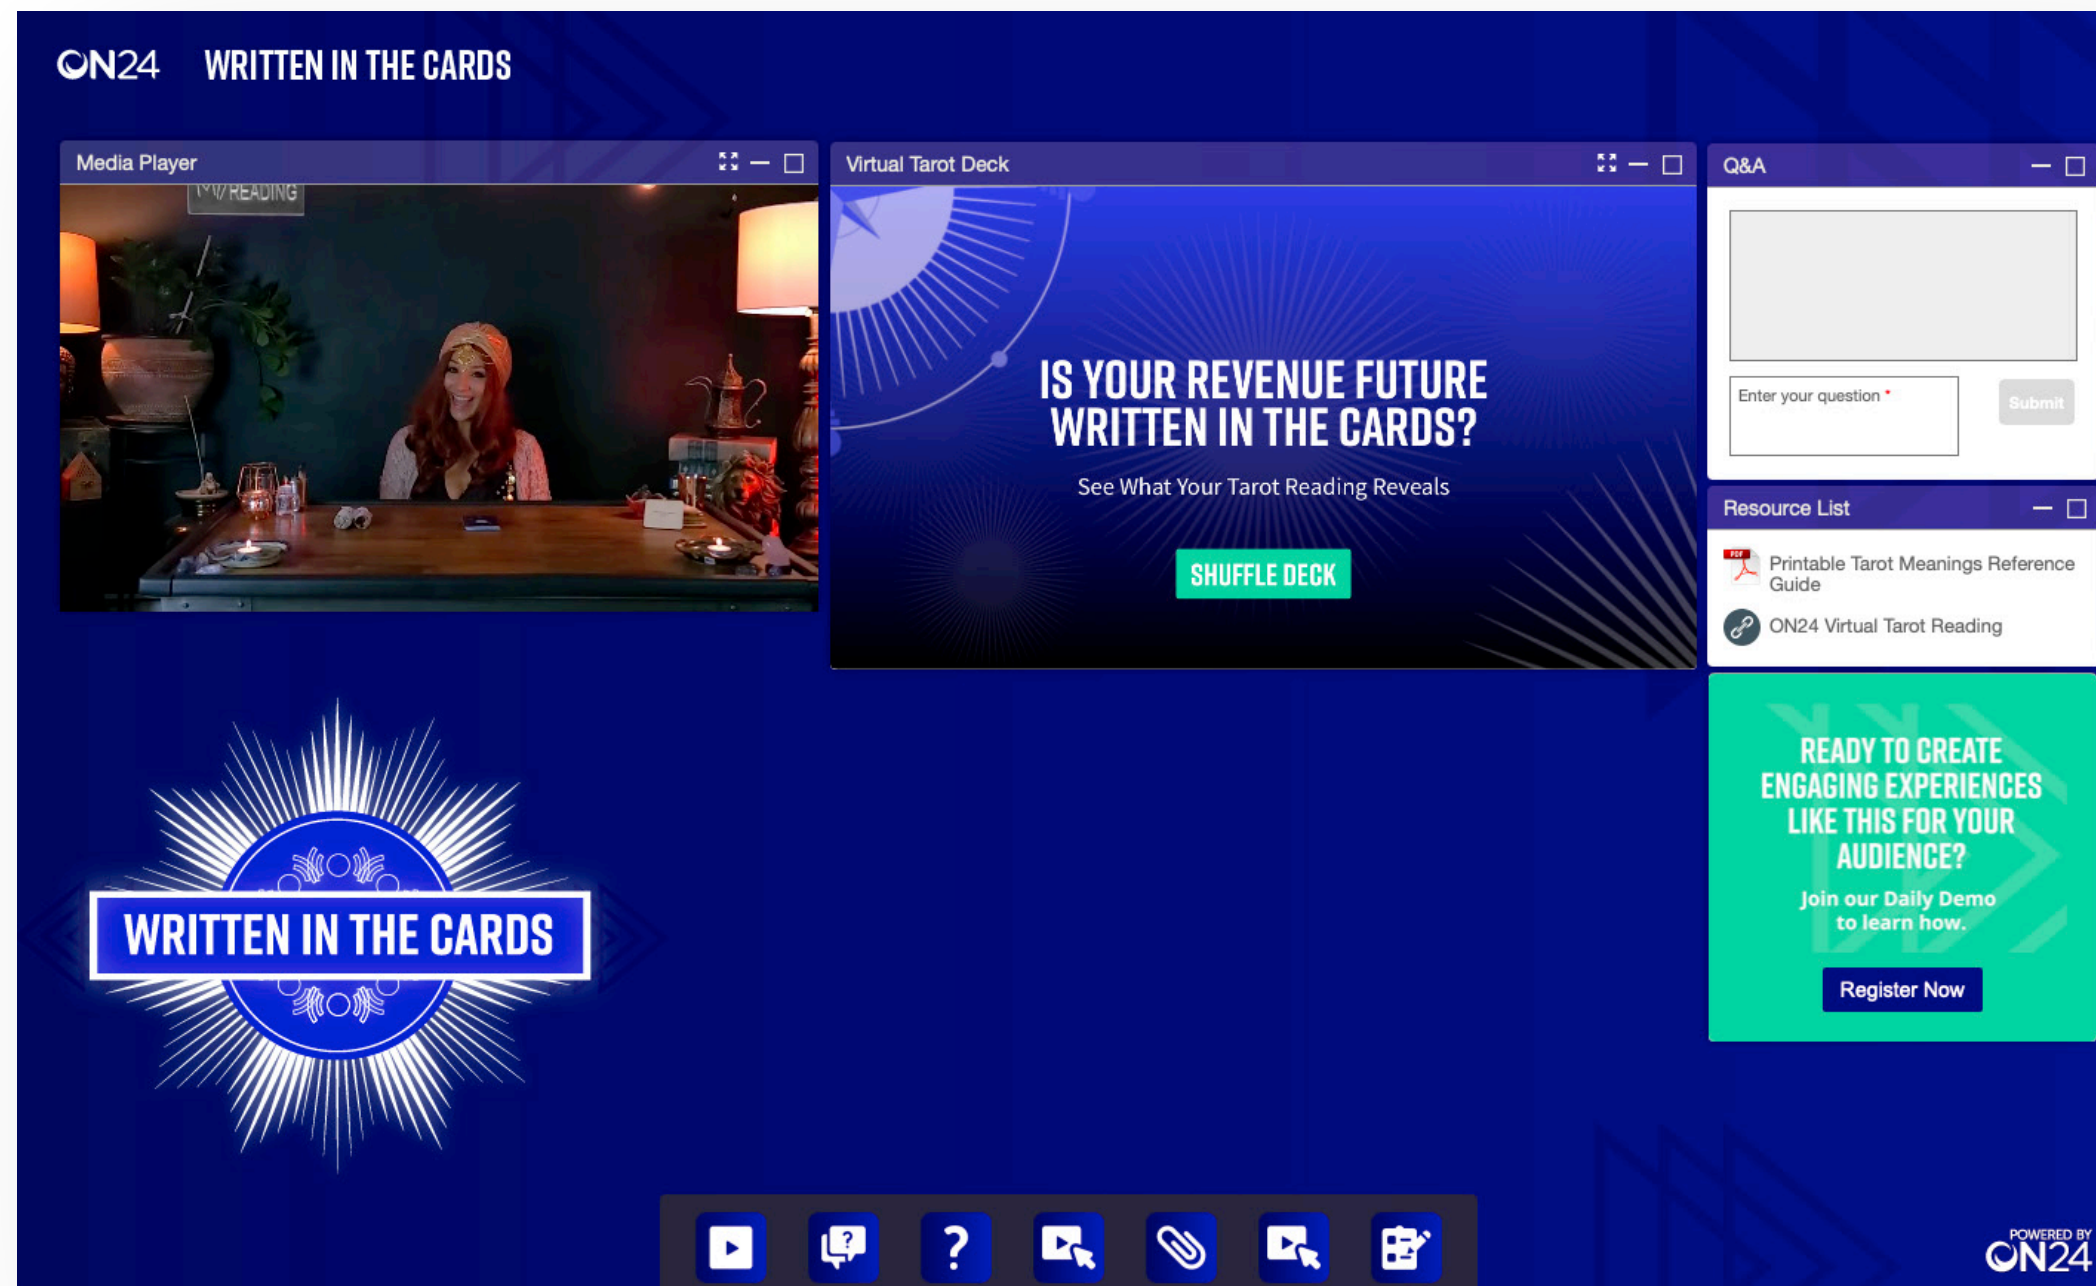 ON24
WRITTEN IN THE CARDS
Media Player
READING
Virtual Tarot Deck
IS YOUR REVENUE FUTURE
WRITTEN IN THE CARDS?
See What Your Tarot Reading Reveals
SHUFFLE DECK
Q&A
Enter your question *
Submit
Resource List
PDF
Printable Tarot Meanings Reference
Guide
ON24 Virtual Tarot Reading
READY TO CREATE
ENGAGING EXPERIENCES
LIKE THIS FOR YOUR
AUDIENCE?
Join our Daily Demo
to learn how.
Register Now
WRITTEN IN THE CARDS
POWERED BY
ON24